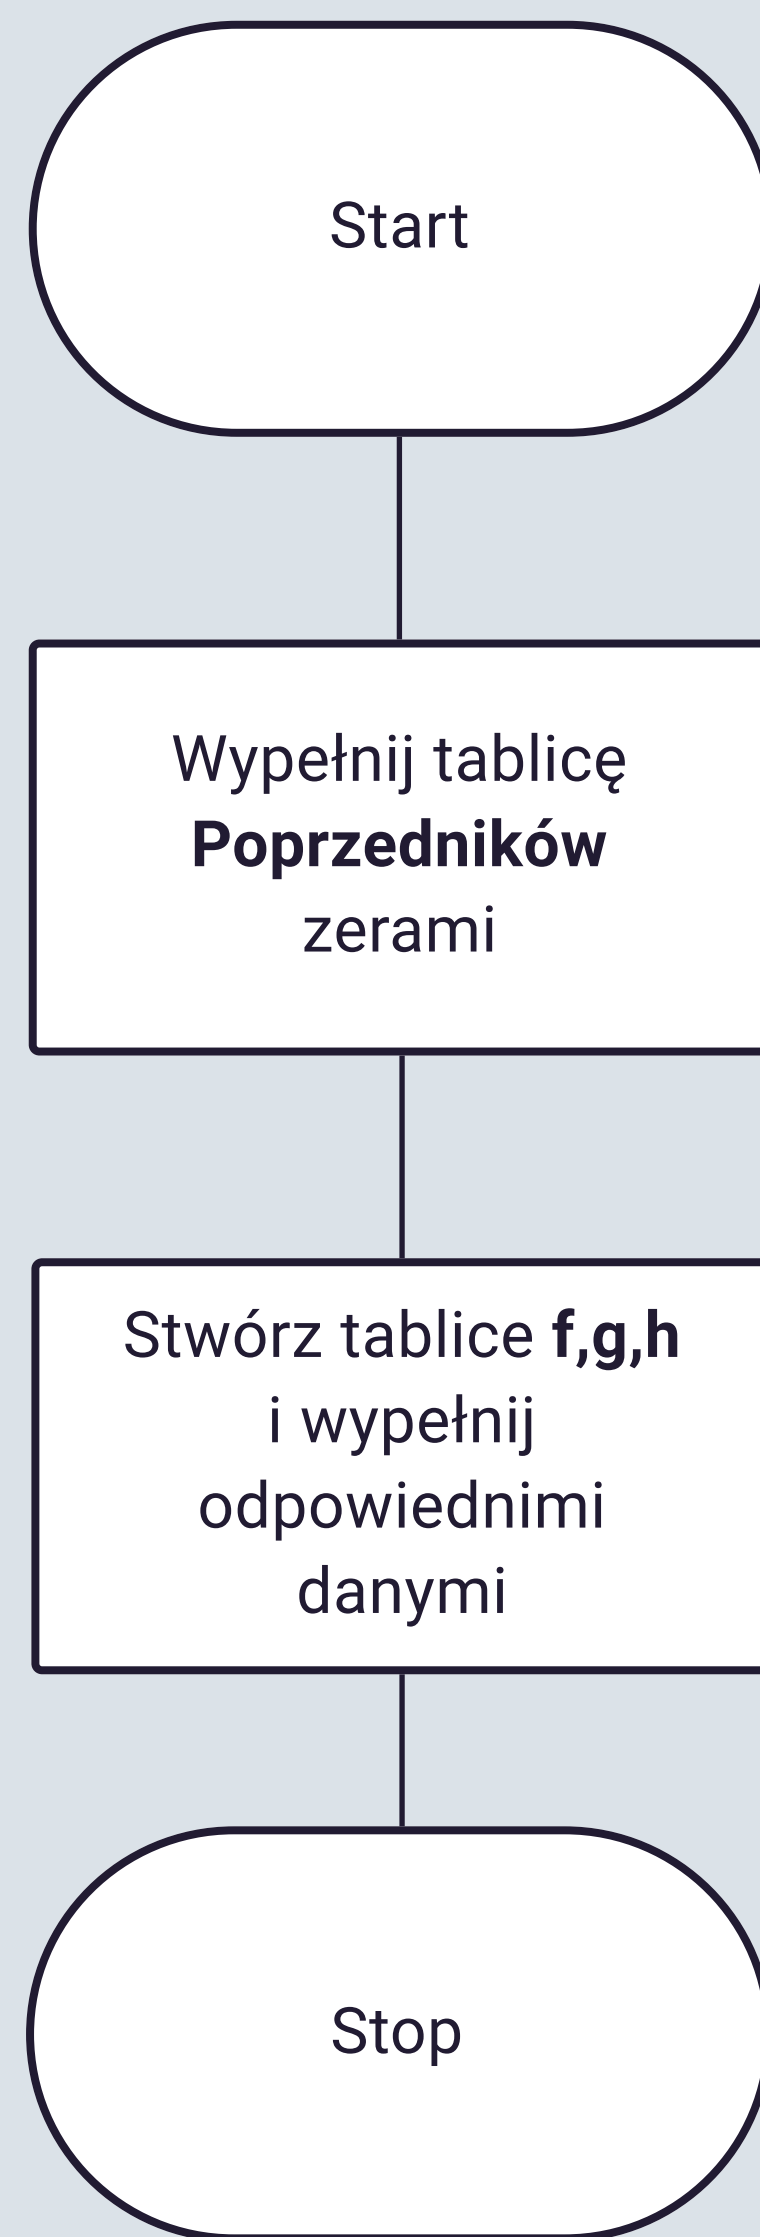 Start
Wypełnij tablicę
Poprzedników
zerami
Stwórz tablice f,g,h
i wypełnij
odpowiednimi
danymi
Stop